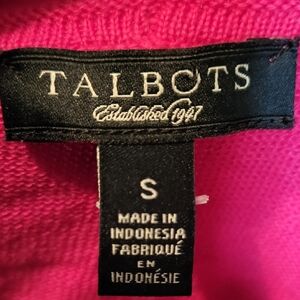 TALBOTS
Established 1947
S
MADE IN
INDONESIA
FABRIQUÉ
EN
INDONÉSIE